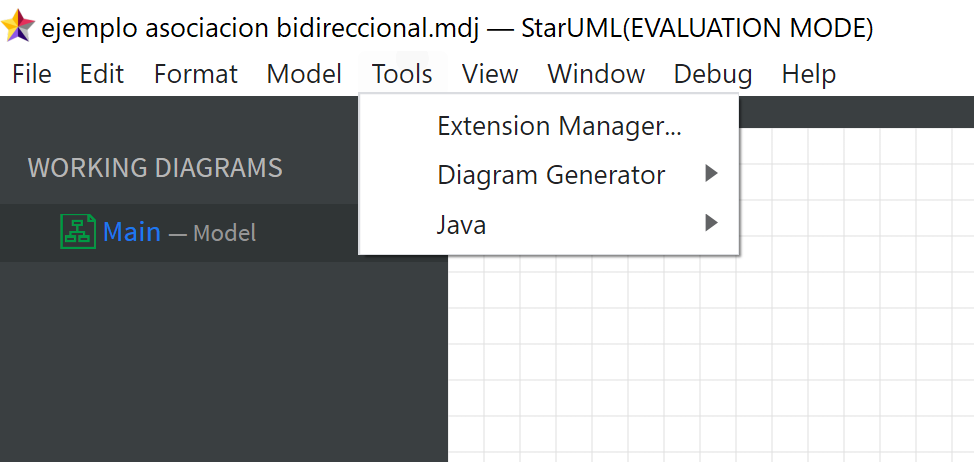 ejemplo asociacion bidireccional.mdj — StarUML(EVALUATION MODE)
File Edit Format Model Tools View Window Debug Help
Extension Manager...
Diagram Generator
Java
WORKING DIAGRAMS
Main — Model